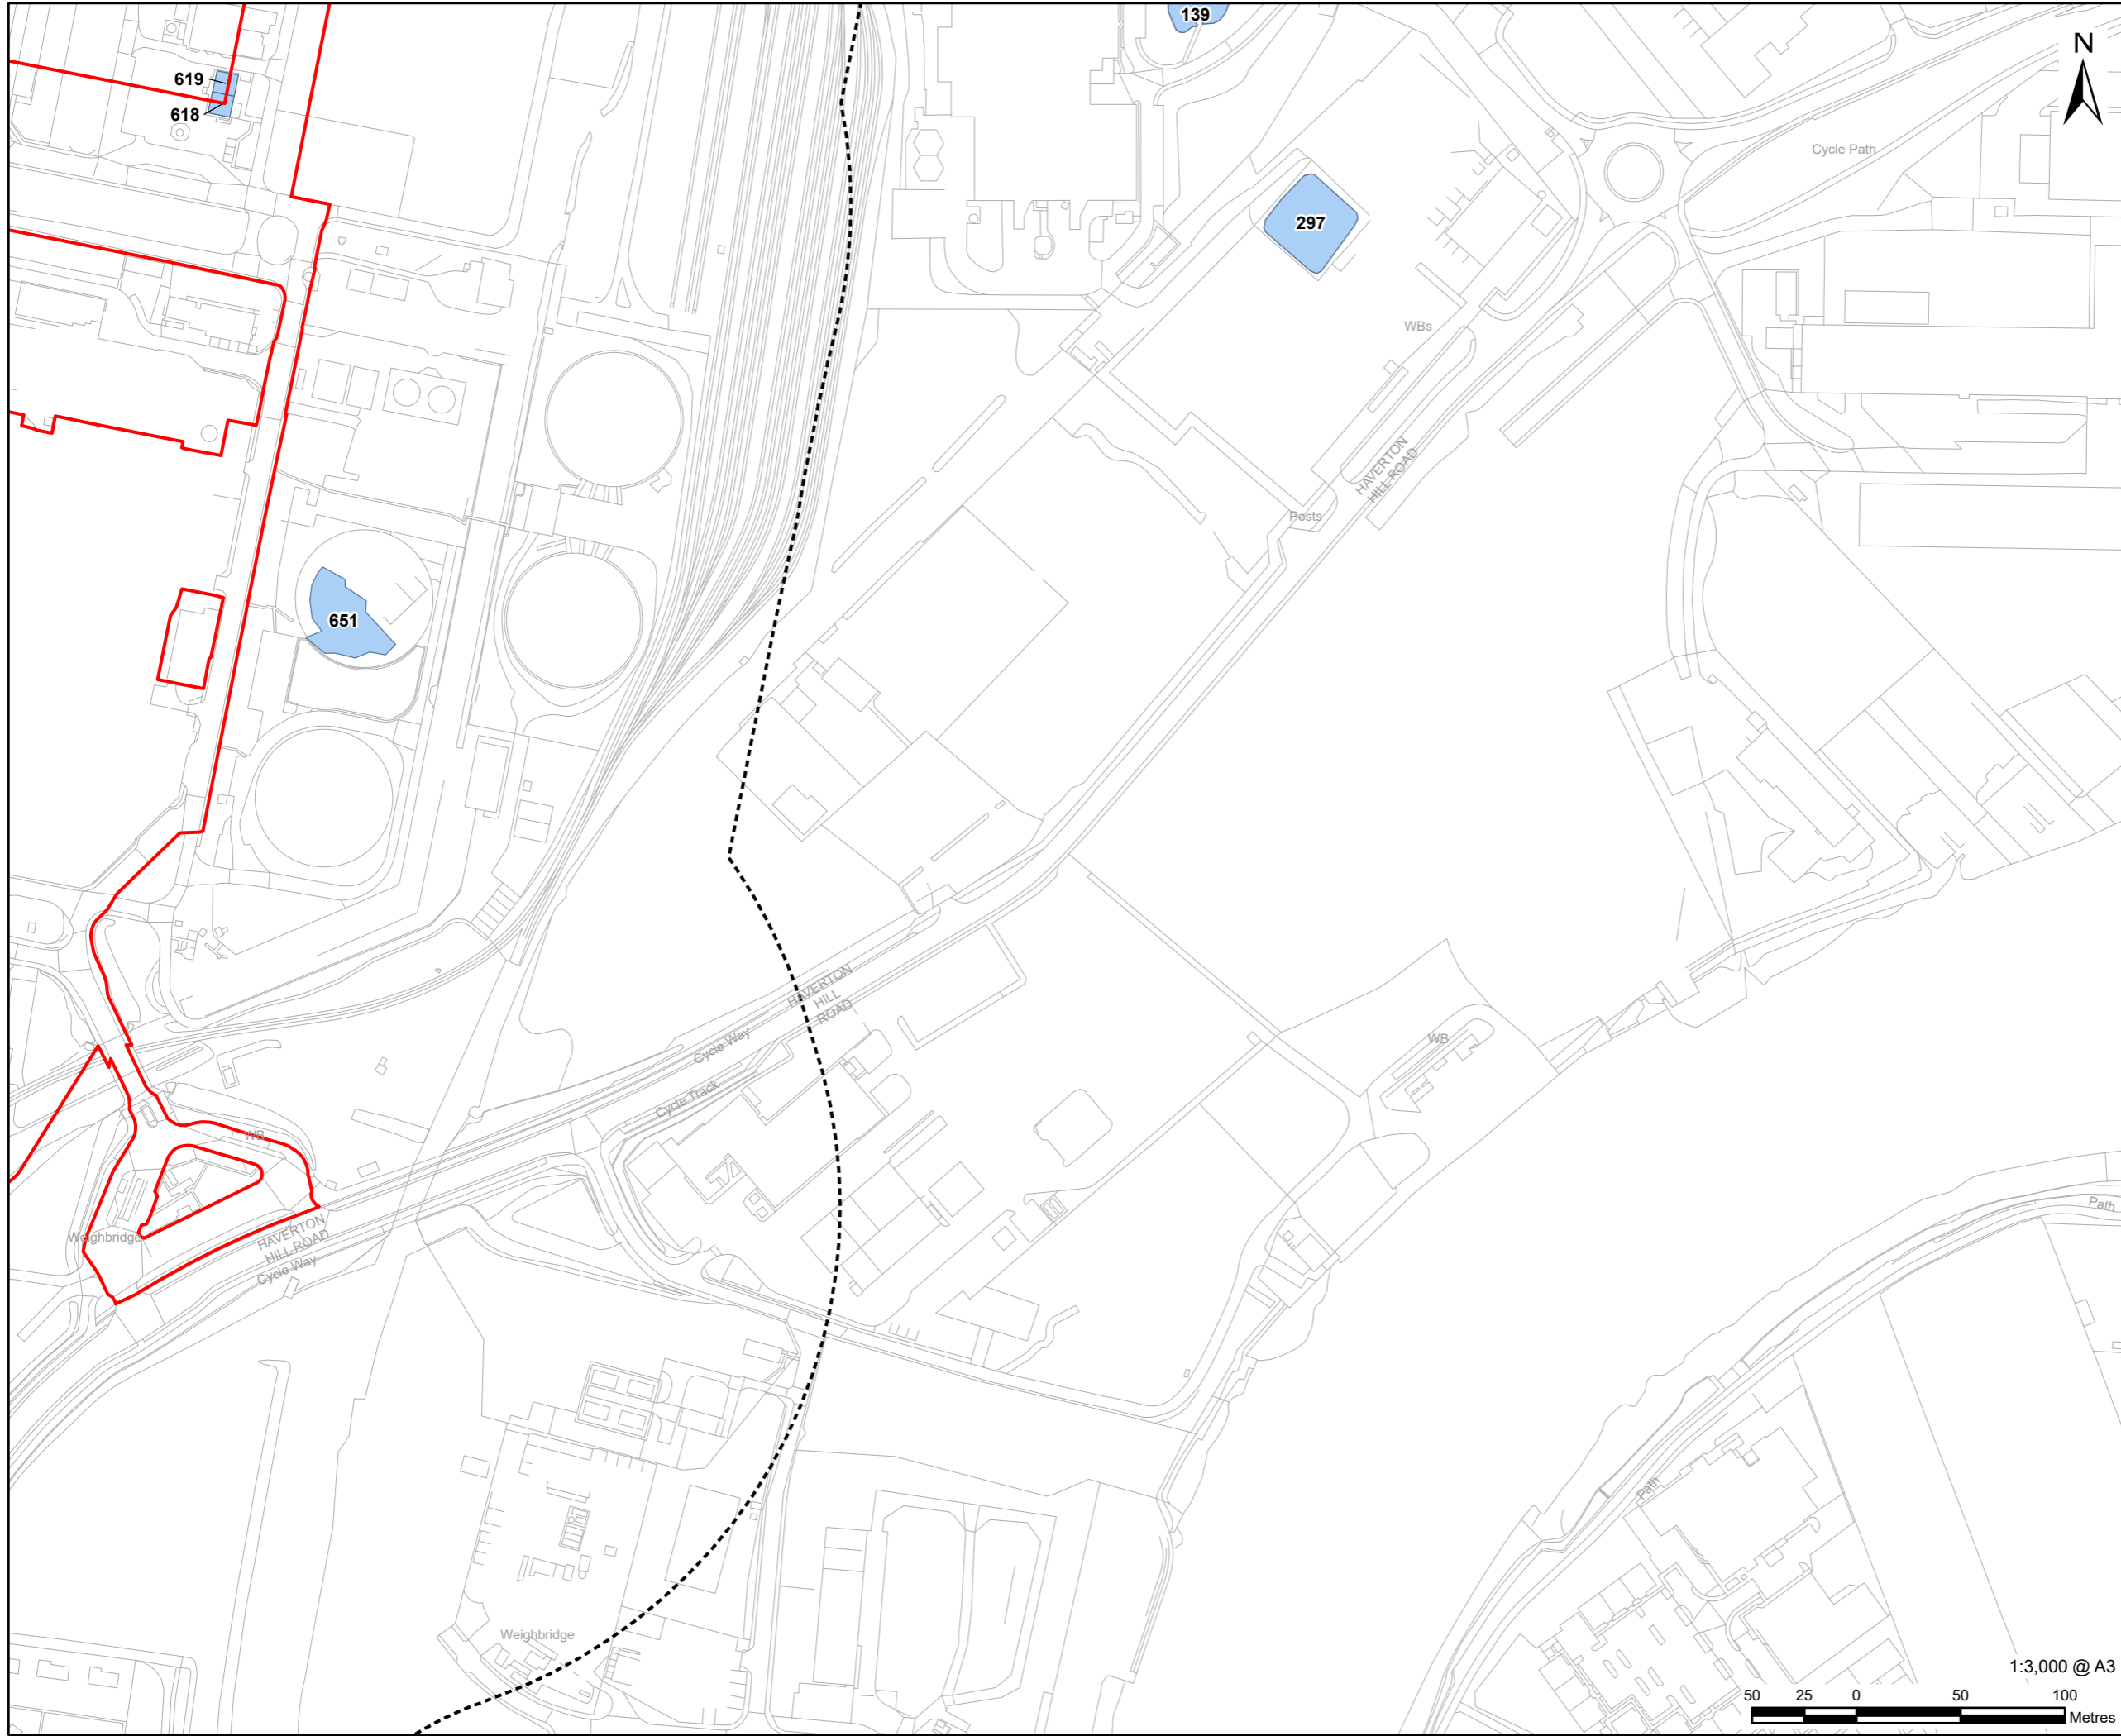 139
N
619
618
Cycle Path
297
WBs
HAVERTON
HILL ROAD
Posts
651
HAVERTON
HILL
ROAD
Cycle Way
WB
Cycle Track
WB
Path
HAVERTON
HILL ROAD
Weighbridge
Cycle Way
Path
Weighbridge
1:3,000 @ A3
50 25 0 50 100
Metres